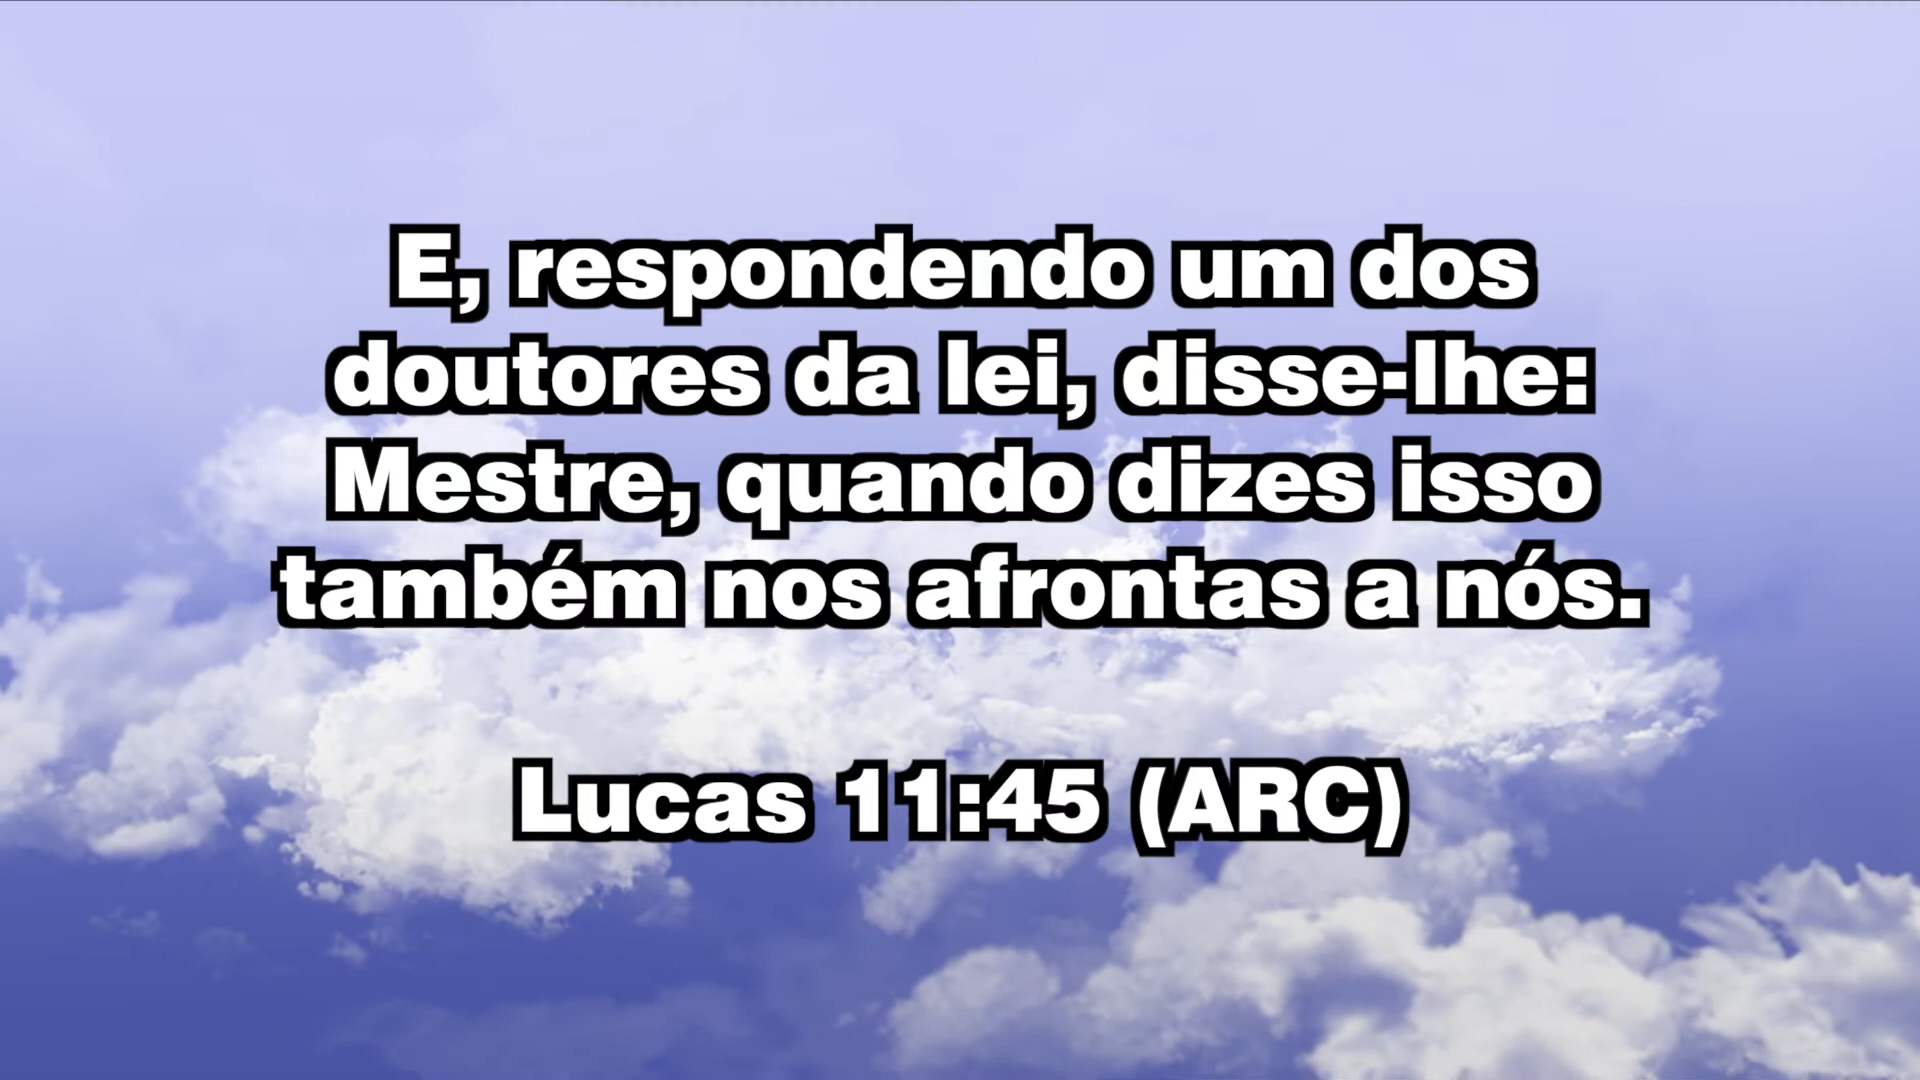 E, respondendo um dos
doutores da lei, disse-lhe:
Mestre, quando dizes isso
também nos afrontas a nós.
Lucas 11:45 (ARC)